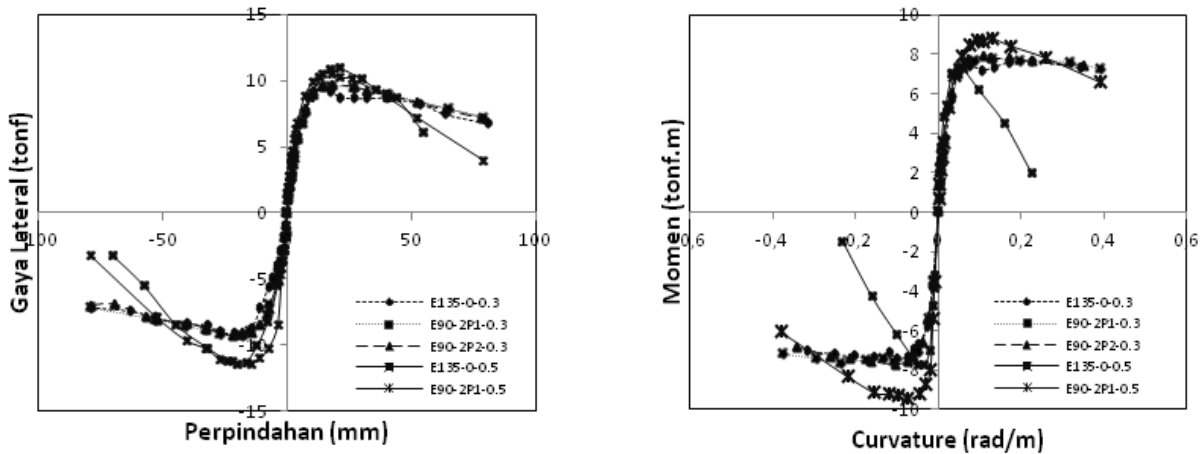 Gaya Lateral (tonf)
15
10
5
0
-5
-10
-15
100
-50
0
50
100
E135-0-0.3
E90-2P1-0.3
E90-2P2-0.3
E135-0-0.5
E90-2P1-0.5
Perpindahan (mm)
Momen (tonf.m)
10
8
6
4
2
0
-2
-4
-6
-8
-10
0,6
-0,4
-0,2
0
0,2
0,4
0,6
E135-0-0.3
E90-2P1-0.3
E90-2P2-0.3
E135-0-0.5
E90-2P1-0.5
Curvature (rad/m)